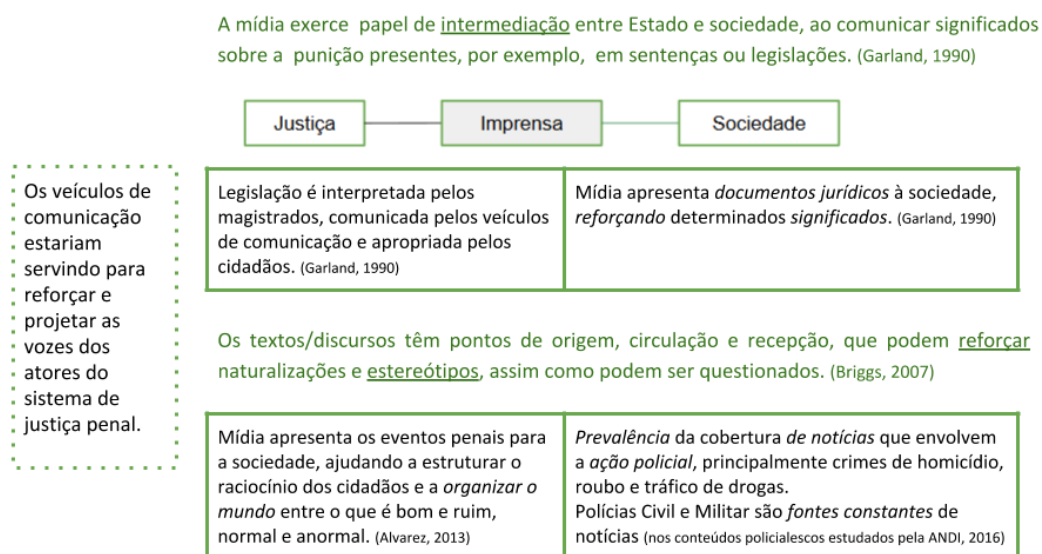 A mídia exerce papel de intermediação entre Estado e sociedade, ao comunicar significados
sobre a punição presentes, por exemplo, em sentenças ou legislações. (Garland, 1990)
Justiça
Imprensa
Sociedade
Os veículos de
comunicação
estariam
servindo para
reforçar e
projetar as
vozes dos
atores do
sistema de
justiça penal.
Legislação é interpretada pelos
magistrados, comunicada pelos veículos
de comunicação e apropriada pelos
cidadãos. (Garland, 1990)
Mídia apresenta documentos jurídicos à sociedade,
reforçando determinados significados. (Garland, 1990)
Os textos/discursos têm pontos de origem, circulação e recepção, que podem reforçar
naturalizações e estereótipos, assim como podem ser questionados. (Briggs, 2007)
Mídia apresenta os eventos penais para
a sociedade, ajudando a estruturar o
raciocínio dos cidadãos e a organizar o
mundo entre o que é bom e ruim,
normal e anormal. (Alvarez, 2013)
Prevalência da cobertura de notícias que envolvem
a ação policial, principalmente crimes de homicídio,
roubo e tráfico de drogas.
Polícias Civil e Militar são fontes constantes de
notícias (nos conteúdos policialescos estudados pela ANDI, 2016)